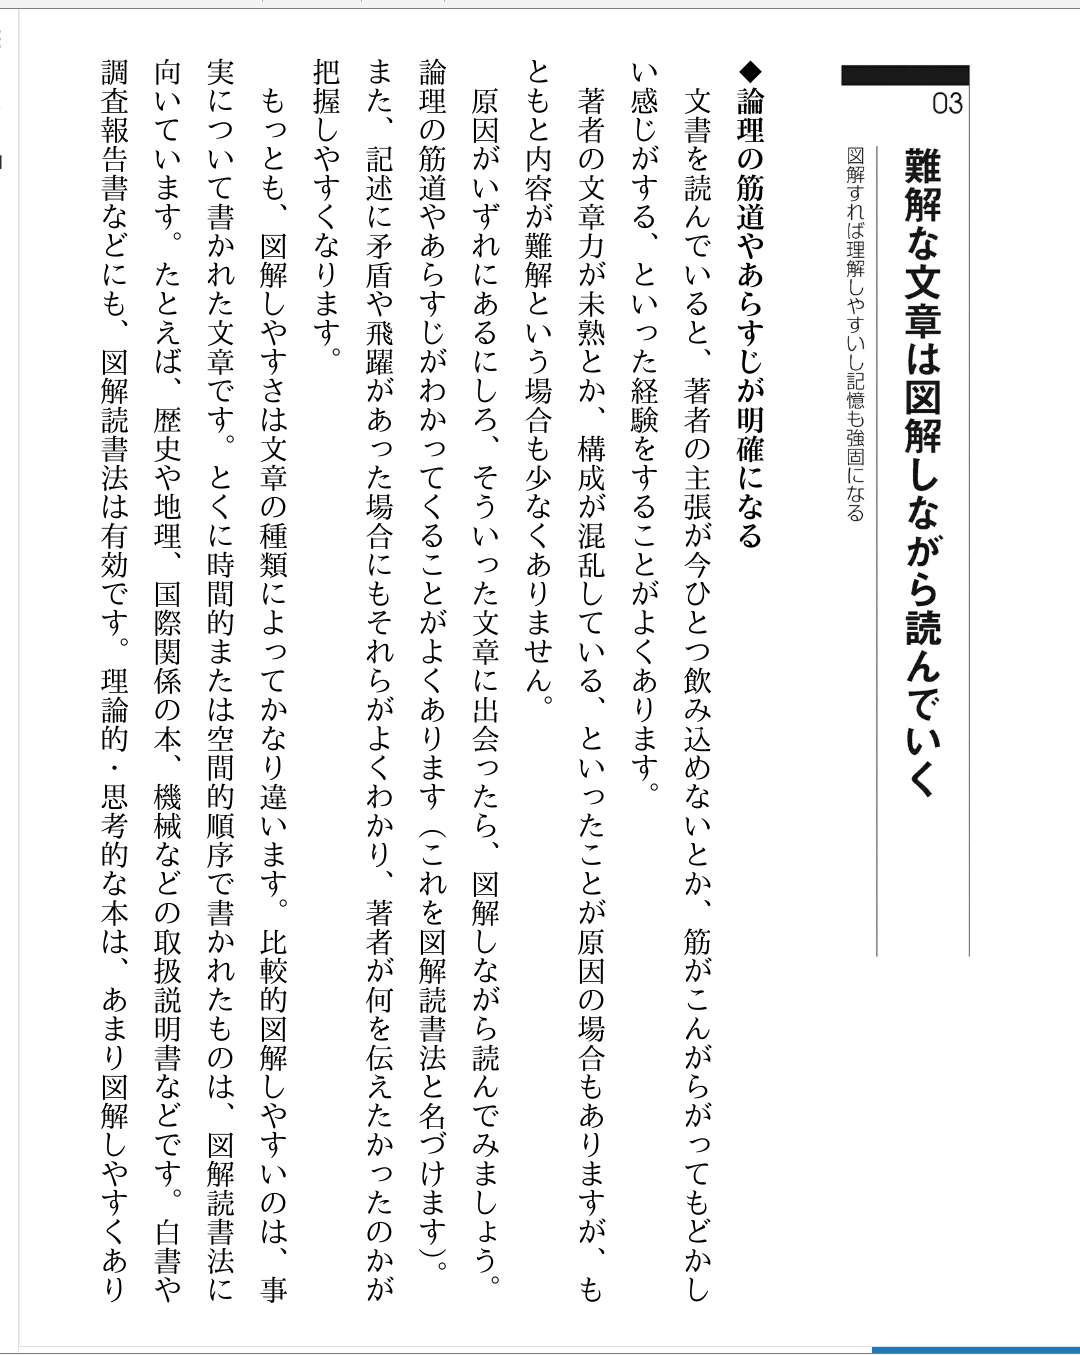 03
難解な文章は図解しながら読んでいく
図解すれば理解しやすいし記憶も強固になる
◆論理の筋道やあらすじが明確になる
文書を読んでいると、著者の主張が今ひとつ飲み込めないとか、筋がこんがらがってもどかし
い感じがする、といった経験をすることがよくあります。
著者の文章力が未熟とか、構成が混乱している、といったことが原因の場合もありますが、も
ともと内容が難解という場合も少なくありません。
原因がいずれにあるにしろ、そういった文章に出会ったら、図解しながら読んでみましょう。
論理の筋道やあらすじがわかってくることがよくあります（これを図解読書法と名づけます）。
また、記述に矛盾や飛躍があった場合にもそれらがよくわかり、著者が何を伝えたかったのかが
把握しやすくなります。
もっとも、図解しやすさは文章の種類によってかなり違います。比較的図解しやすいのは、事
実について書かれた文章です。とくに時間的または空間的順序で書かれたものは、図解読書法に
向いています。たとえば、歴史や地理、国際関係の本、機械などの取扱説明書などです。白書や
調査報告書などにも、図解読書法は有効です。理論的・思考的な本は、あまり図解しやすくあり